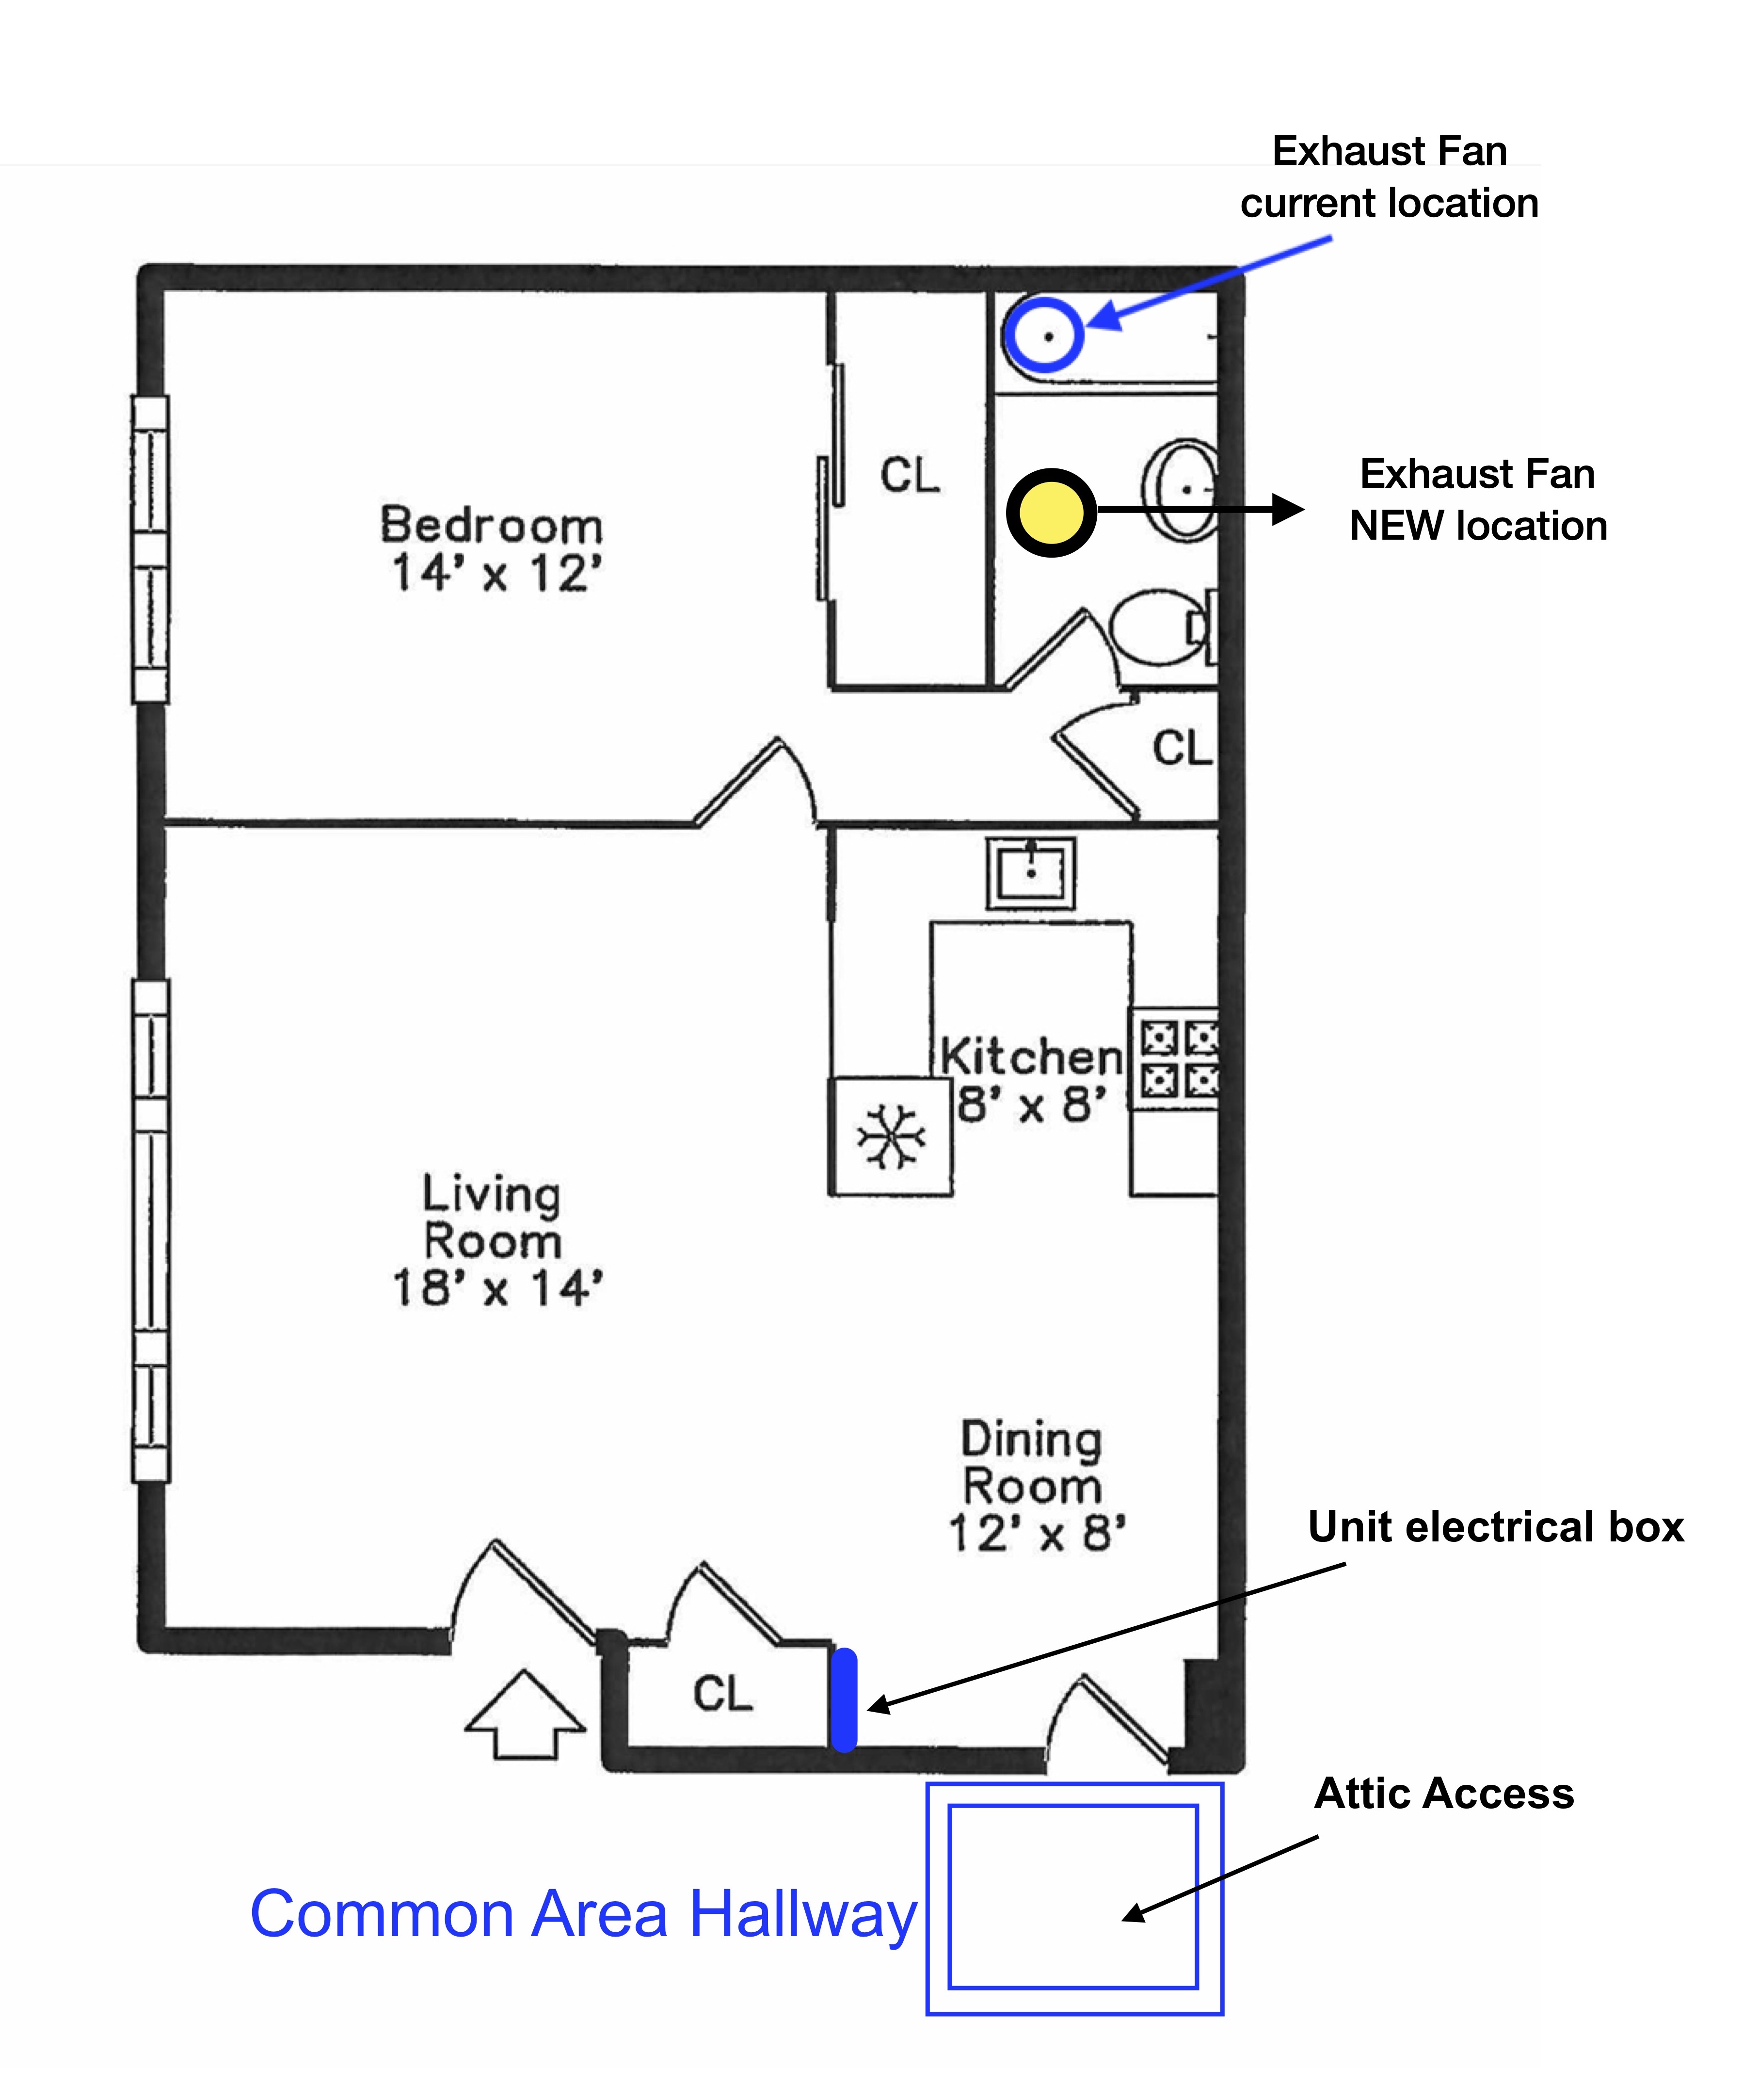 Exhaust Fan
current location
Exhaust Fan
NEW location
CL
Bedroom
14' x 12'
CL
Kitchen
8' x 8'
Living
Room
18' x 14'
Dining
Room
12' x 8'
Unit electrical box
CL
Attic Access
Common Area Hallway